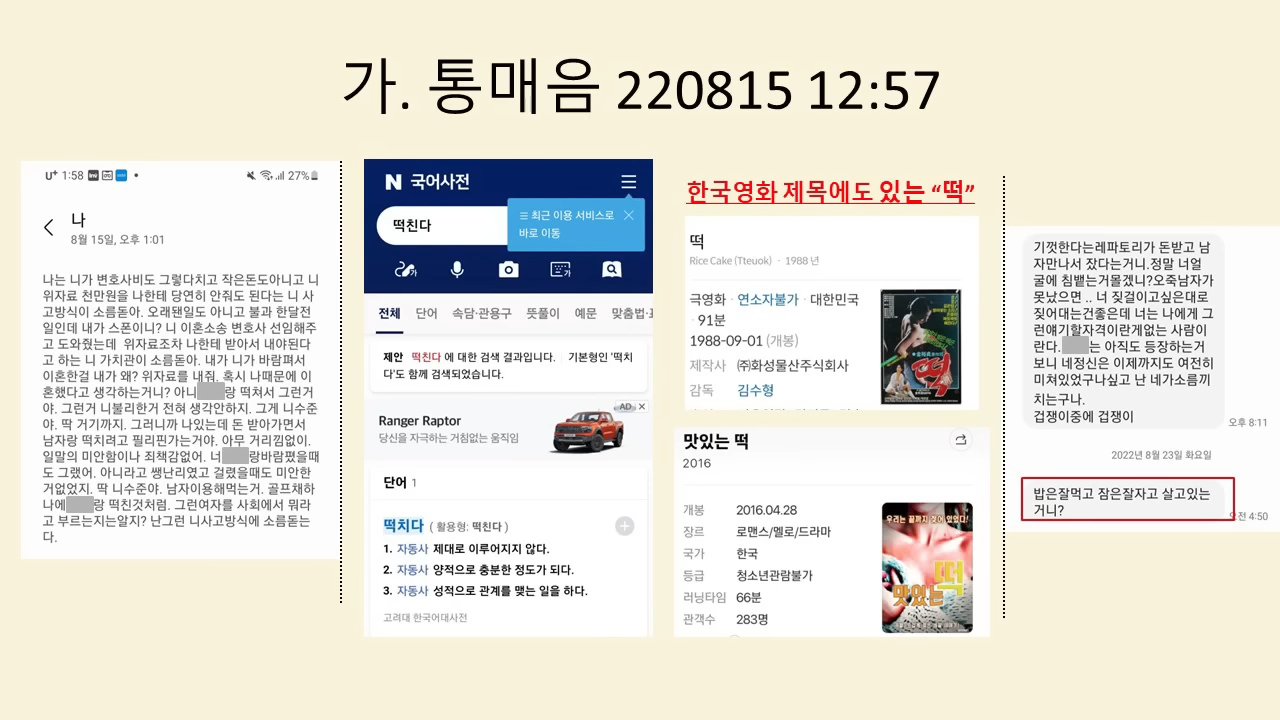 가. 통매음 220815 12:57
U+ 1:58
27%
나
8월 15일, 오후 1:01
나는 니가 변호사비도 그렇다치고 작은돈도아니고 니
위자료 천만원을 나한테 당연히 안줘도 된다는 니 사
고방식이 소름돋아. 오래땐일도 아니고 불과 한달전
일인데 내가 스폰이니? 니 이혼소송 변호사 선임해주
고 도와줬는데 위자료조차 나한테 받아서 내야된다
고 하는 니 가치관이 소름돋아. 내가 니가 바람펴서
이혼한걸 내가 왜? 위자료를 내줘. 혹시 나때문에 이
혼했다고 생각하는거니? 아니 랑 떡쳐서 그런거
야. 그런거 니불리한거 전혀 생각안하지. 그게 니수준
야. 딱 거기까지. 그러니까 나있는데 돈 받아가면서
남자랑 떡치려고 필리핀가는거야. 아무 거리낌없이.
일말의 미안함이나 죄책감없어. 너 랑바람폈을때
도 그랬어. 아니라고 쌩난리였고 걸렸을때도 미안한
거없었지. 딱 니수준야. 남자이용해먹는거. 골프채하
나에 랑 떡친것처럼. 그런여자를 사회에서 뭐라
고 부르는지는알지? 난그런 니사고방식에 소름돋는
다.
N 국어사전
떡친다
최근 이용 서비스로
바로 이동
전체 단어 속담·관용구 뜻풀이 예문 맞춤법·표
제안 떡친다 에 대한 검색 결과입니다. 기본형인 '떡치
다'도 함께 검색되었습니다.
AD
Ranger Raptor
당신을 자극하는 거침없는 움직임
단어 1
떡치다 ( 활용형: 떡친다 )
1. 자동사 제대로 이루어지지 않다.
2. 자동사 양적으로 충분한 정도가 되다.
3. 자동사 성적으로 관계를 맺는 일을 하다.
고려대 한국어대사전
한국영화 제목에도 있는 “떡”
떡
Rice Cake (Tteuok) · 1988 년
극영화 · 연소자불가 · 대한민국
· 91분
1988-09-01 (개봉)
제작사 ㈜화성물산주식회사
감독 김수형
떡
맛있는 떡
2016
개봉 2016.04.28
장르 로맨스/멜로/드라마
국가 한국
등급 청소년관람불가
러닝타임 66분
관객수 283명
우리는 끝까지 젖어 있었다!
맛있는 떡
기껏한다는레파토리가 돈받고 남
자만나서 잤다는거니.정말 너얼
굴에 침뱉는거몰겠니?오죽남자가
못났으면 .. 너 짖걸이고싶은대로
짖어대는건좋은데 너는 나에게 그
런얘기할자격이란게없는 사람이
란다. 는 아직도 등장하는거
보니 네정신은 이제까지도 여전히
미쳐있었구나싶고 난 네가소름끼
치는구나.
겁쟁이중에 겁쟁이
오후 8:11
2022년 8월 23일 화요일
밥은잘먹고 잠은잘자고 살고있는
거니?
오전 4:50